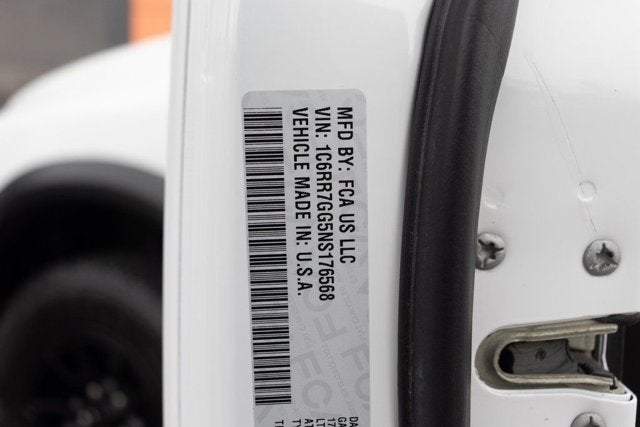 MFD BY: FCA US LLC
VIN: 1C6RR7GG5NS176568
VEHICLE MADE IN: U.S.A.